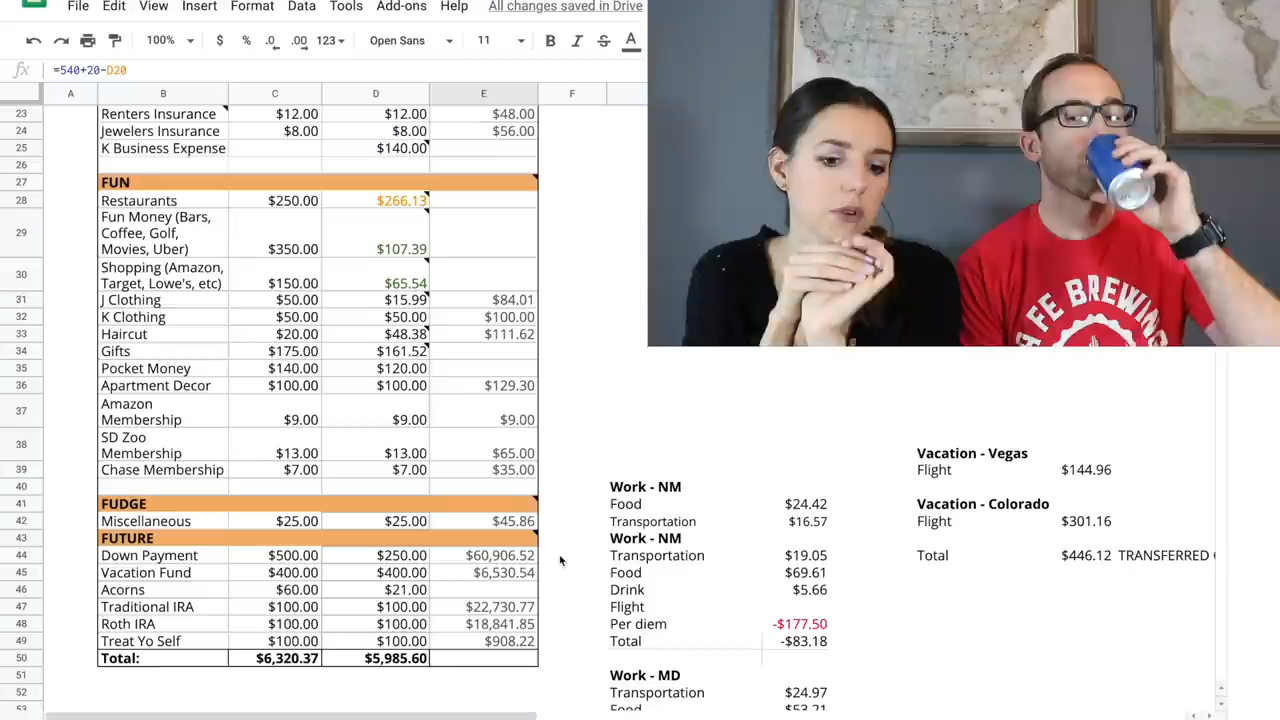 File Edit View Insert Format Data Tools Add-ons Help All changes saved in Drive
100% $ % .0 .00 123 Open Sans 11 B I S A
fx =540+20-D20
A B C D E F
23 Renters Insurance $12.00 $12.00 $48.00
24 Jewelers Insurance $8.00 $8.00 $56.00
25 K Business Expense $140.00
26
27 FUN
28 Restaurants $250.00 $266.13
Fun Money (Bars,
29 Coffee, Golf,
Movies, Uber) $350.00 $107.39
30 Shopping (Amazon,
Target, Lowe's, etc) $150.00 $65.54
31 J Clothing $50.00 $15.99 $84.01
32 K Clothing $50.00 $50.00 $100.00
33 Haircut $20.00 $48.38 $111.62
34 Gifts $175.00 $161.52
35 Pocket Money $140.00 $120.00
36 Apartment Decor $100.00 $100.00 $129.30
37 Amazon
Membership $9.00 $9.00 $9.00
38 SD Zoo
Membership $13.00 $13.00 $65.00
39 Chase Membership $7.00 $7.00 $35.00
40
41 FUDGE
42 Miscellaneous $25.00 $25.00 $45.86
43 FUTURE
44 Down Payment $500.00 $250.00 $60,906.52
45 Vacation Fund $400.00 $400.00 $6,530.54
46 Acorns $60.00 $21.00
47 Traditional IRA $100.00 $100.00 $22,730.77
48 Roth IRA $100.00 $100.00 $18,841.85
49 Treat Yo Self $100.00 $100.00 $908.22
50 Total: $6,320.37 $5,985.60
51
52
53
Work - NM
Food $24.42
Transportation $16.57
Work - NM
Transportation $19.05
Food $69.61
Drink $5.66
Flight
Per diem -$177.50
Total -$83.18
Work - MD
Transportation $24.97
Food $53.21
Vacation - Vegas
Flight $144.96
Vacation - Colorado
Flight $301.16
Total $446.12 TRANSFERRED
FE BREWING